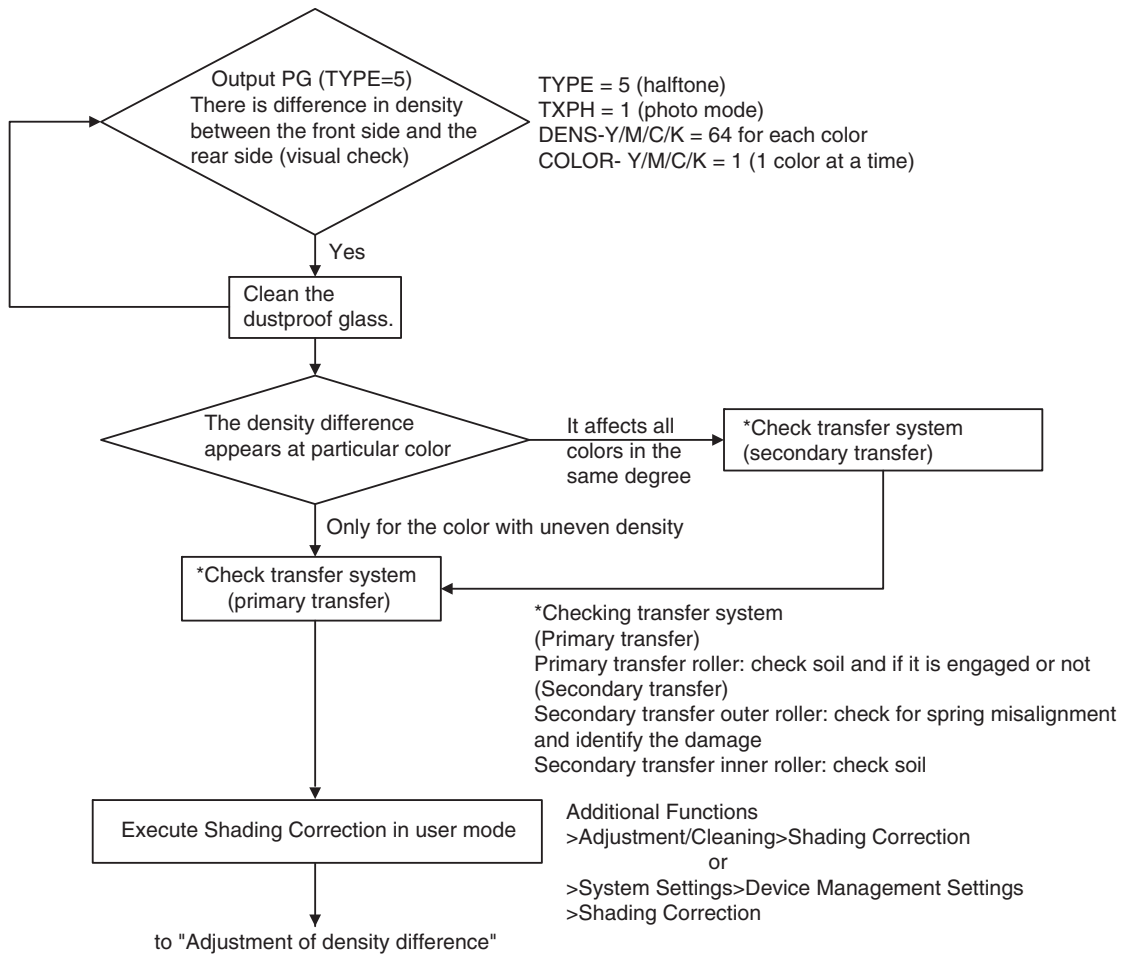 Output PG (TYPE=5)
There is difference in density
between the front side and the
rear side (visual check)
TYPE = 5 (halftone)
TXPH = 1 (photo mode)
DENS-Y/M/C/K = 64 for each color
COLOR- Y/M/C/K = 1 (1 color at a time)
Yes
Clean the
dustproof glass.
The density difference
appears at particular color
It affects all
colors in the
same degree
*Check transfer system
(secondary transfer)
Only for the color with uneven density
*Check transfer system
(primary transfer)
*Checking transfer system
(Primary transfer)
Primary transfer roller: check soil and if it is engaged or not
(Secondary transfer)
Secondary transfer outer roller: check for spring misalignment
and identify the damage
Secondary transfer inner roller: check soil
Execute Shading Correction in user mode
Additional Functions
>Adjustment/Cleaning>Shading Correction
or
>System Settings>Device Management Settings
>Shading Correction
to "Adjustment of density difference"